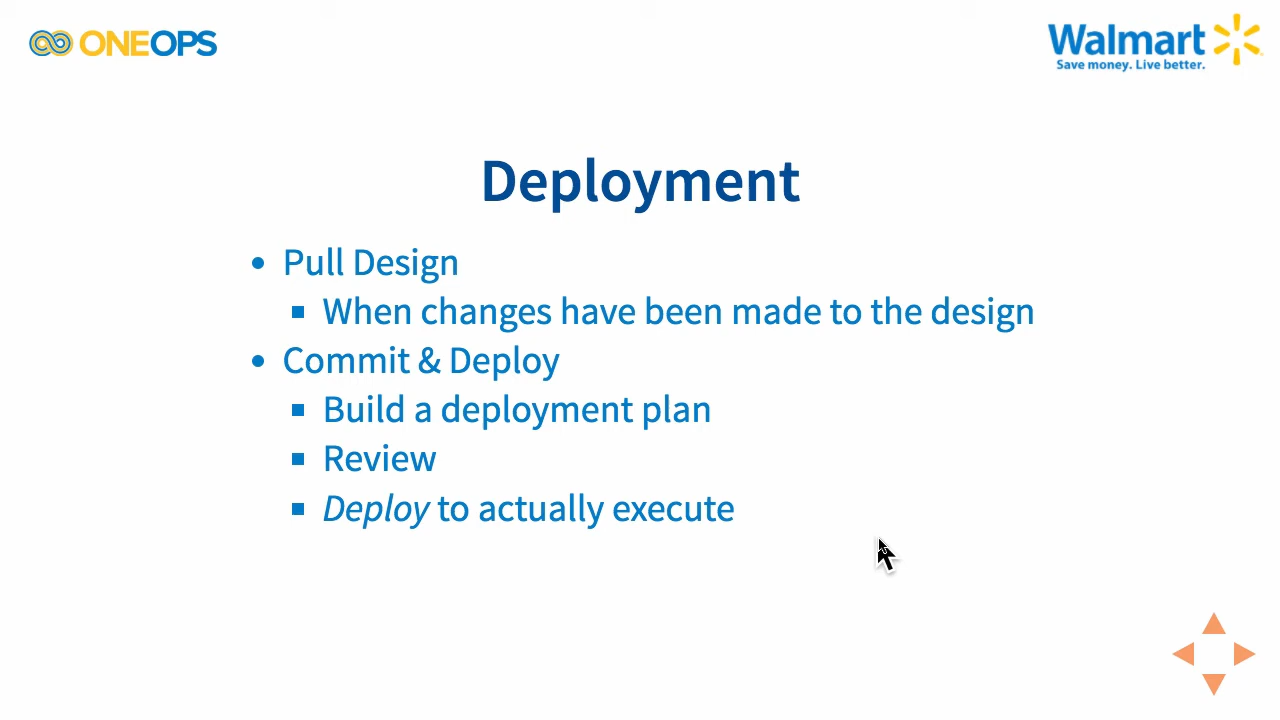 ONEOPS
Walmart
Save money. Live better.
Deployment
• Pull Design
▪ When changes have been made to the design
• Commit & Deploy
▪ Build a deployment plan
▪ Review
▪ Deploy to actually execute